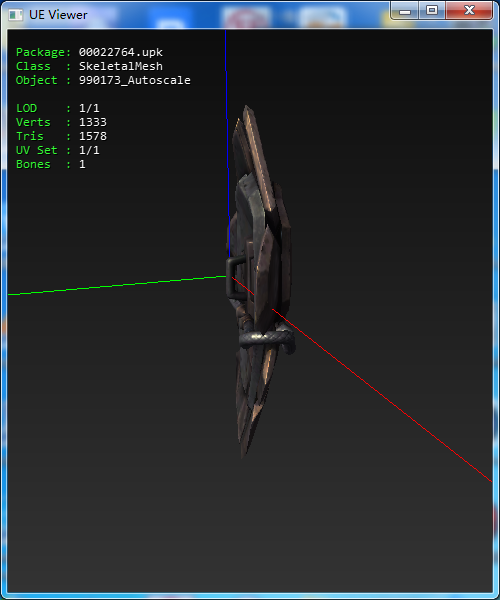 UE Viewer
Package: 00022764.upk
Class : SkeletalMesh
Object : 990173_Autoscale
LOD : 1/1
Verts : 1333
Tris : 1578
UV Set : 1/1
Bones : 1